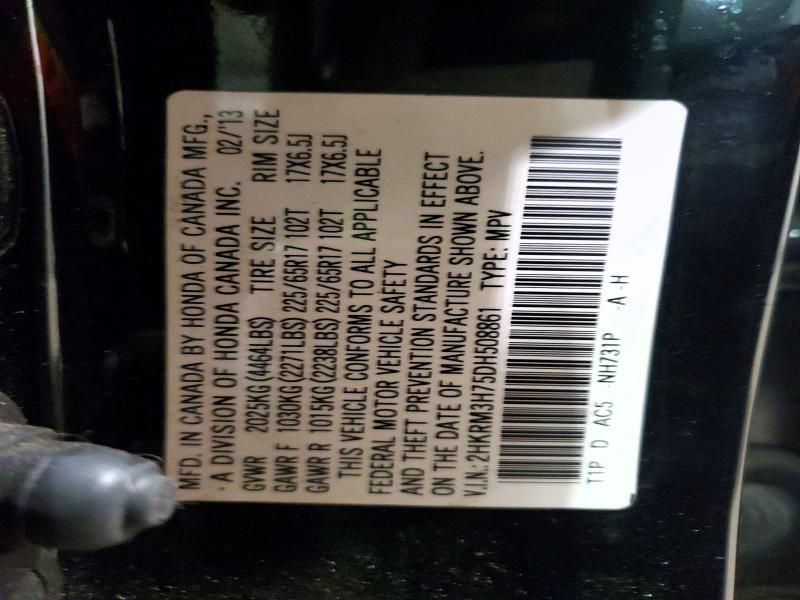 MFD. IN CANADA BY HONDA OF CANADA MFG.,
A DIVISION OF HONDA CANADA INC. 02/'13
GVWR 2025KG (4464LBS) TIRE SIZE RIM SIZE
GAWR F 1030KG (2271LBS) 225/65R17 102T 17X6.5J
GAWR R 1015KG (2238LBS) 225/65R17 102T 17X6.5J
THIS VEHICLE CONFORMS TO ALL APPLICABLE
FEDERAL MOTOR VEHICLE SAFETY
AND THEFT PREVENTION STANDARDS IN EFFECT
ON THE DATE OF MANUFACTURE SHOWN ABOVE.
V.I.N.: 2HKRM3H75DH508861 TYPE: MPV
T1P D AC5 -NH731P -A -H